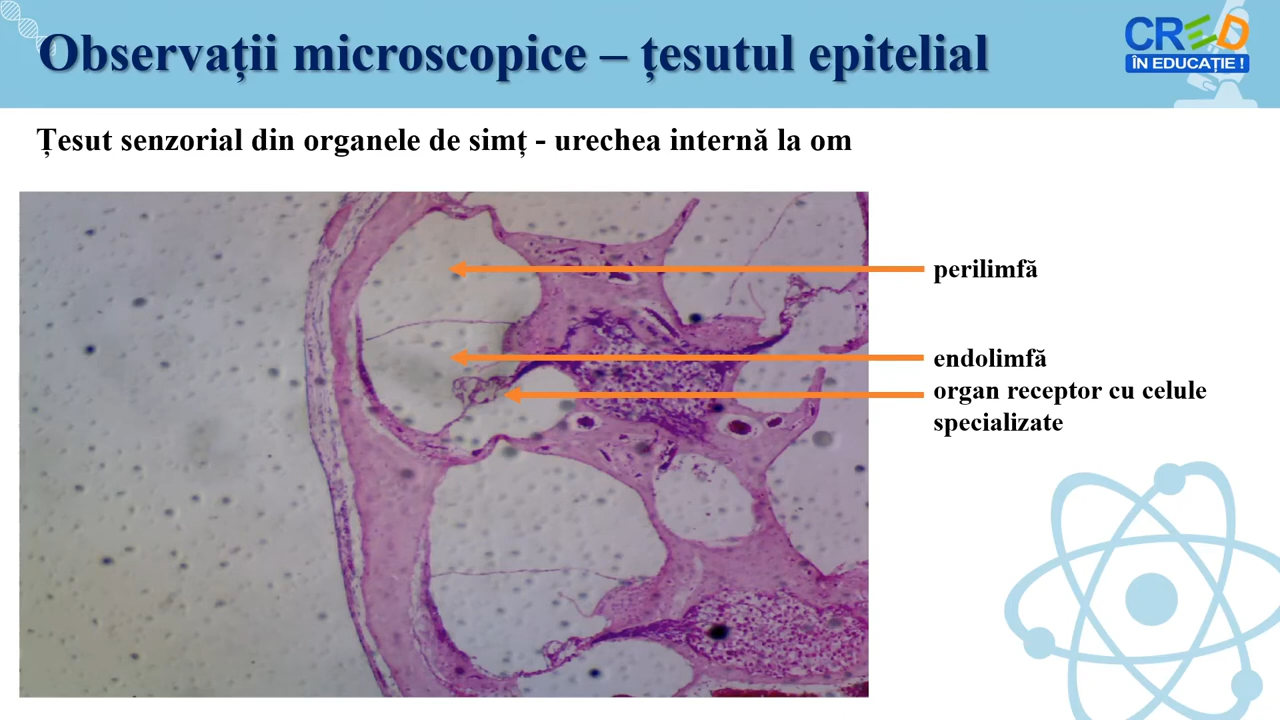 Observații microscopice – țesutul epitelial
CRED
ÎN EDUCAȚIE !
Țesut senzorial din organele de simț - urechea internă la om
perilimfă
endolimfă
organ receptor cu celule
specializate